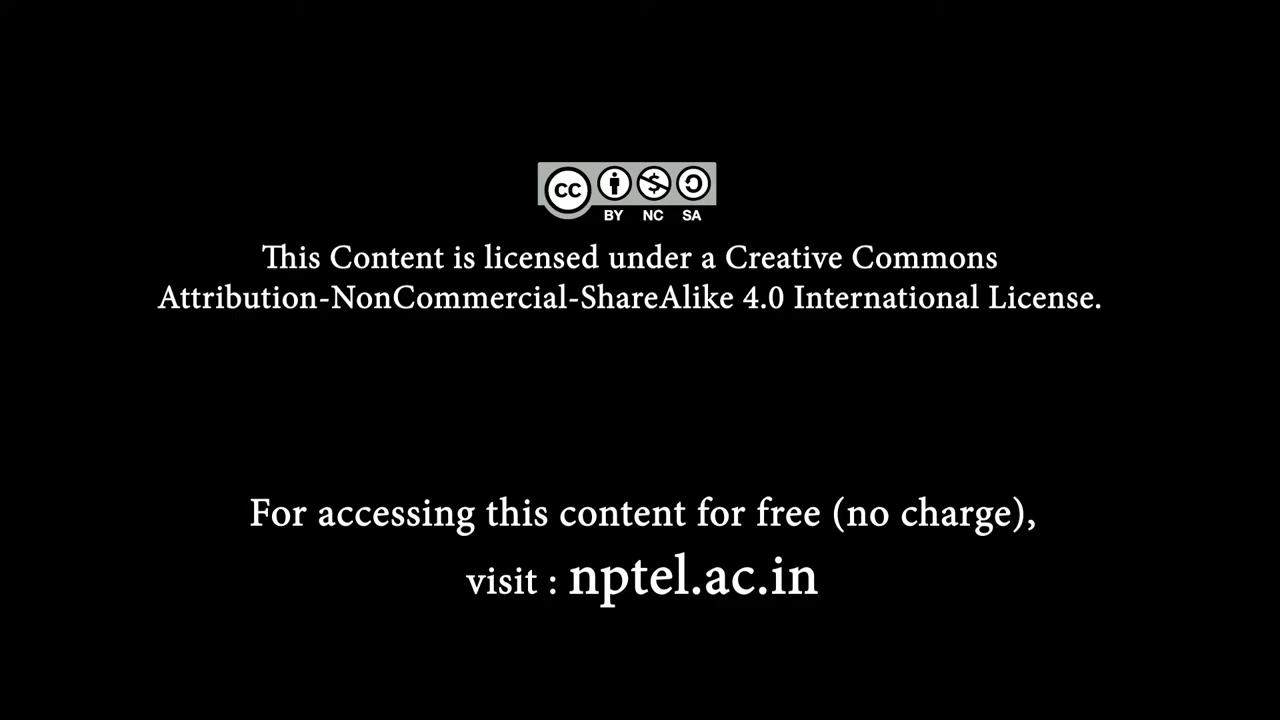 cc
BY NC SA
This Content is licensed under a Creative Commons
Attribution-NonCommercial-ShareAlike 4.0 International License.
For accessing this content for free (no charge),
visit : nptel.ac.in